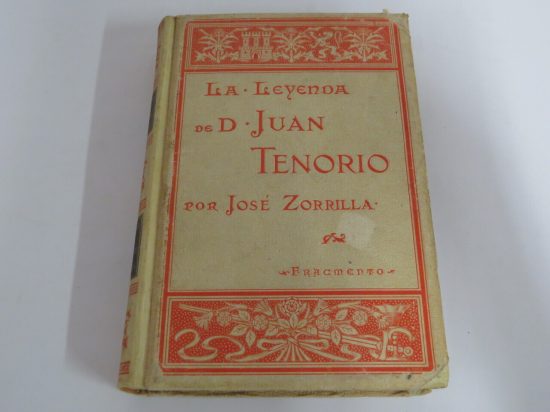 La · Leyenda
de D · Juan
Tenorio
por José Zorrilla ·
Fragmento